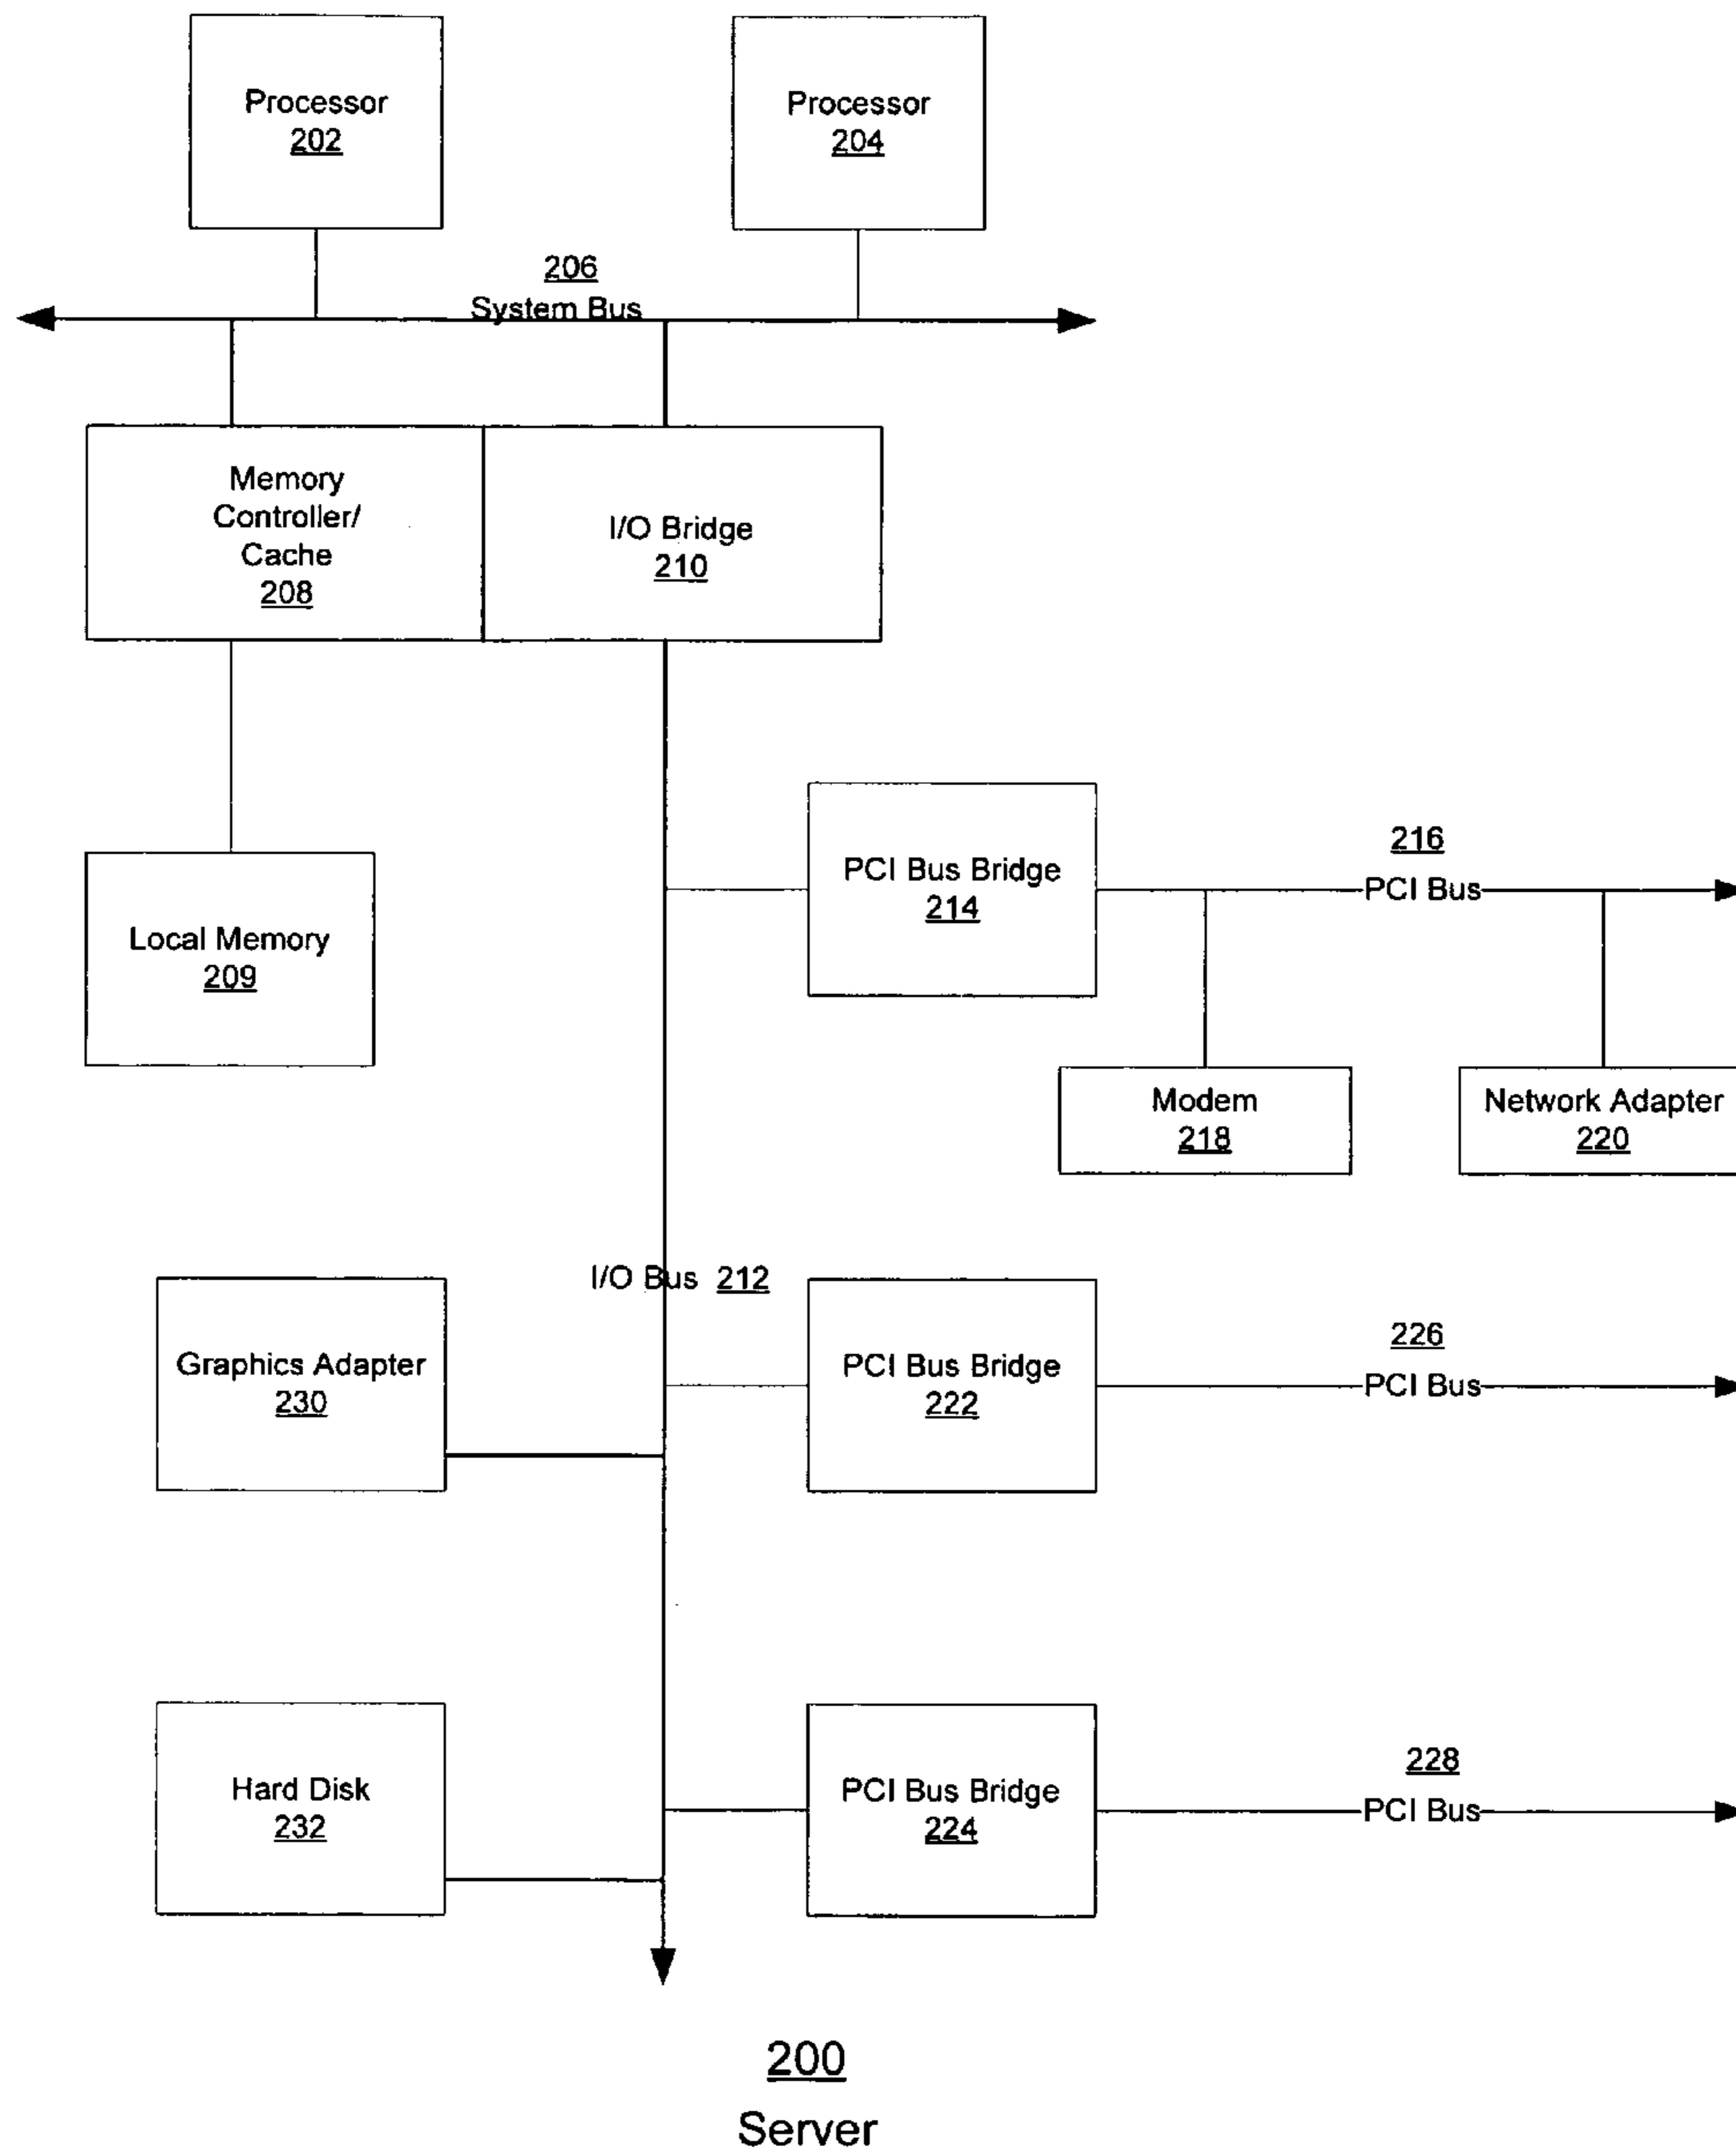 Processor
202
Processor
204
206
System Bus
Memory
Controller/
Cache
208
I/O Bridge
210
PCI Bus Bridge
214
216
PCI Bus
Local Memory
209
Modem
218
Network Adapter
220
I/O Bus 212
Graphics Adapter
230
PCI Bus Bridge
222
226
PCI Bus
Hard Disk
232
PCI Bus Bridge
224
228
PCI Bus
200
Server